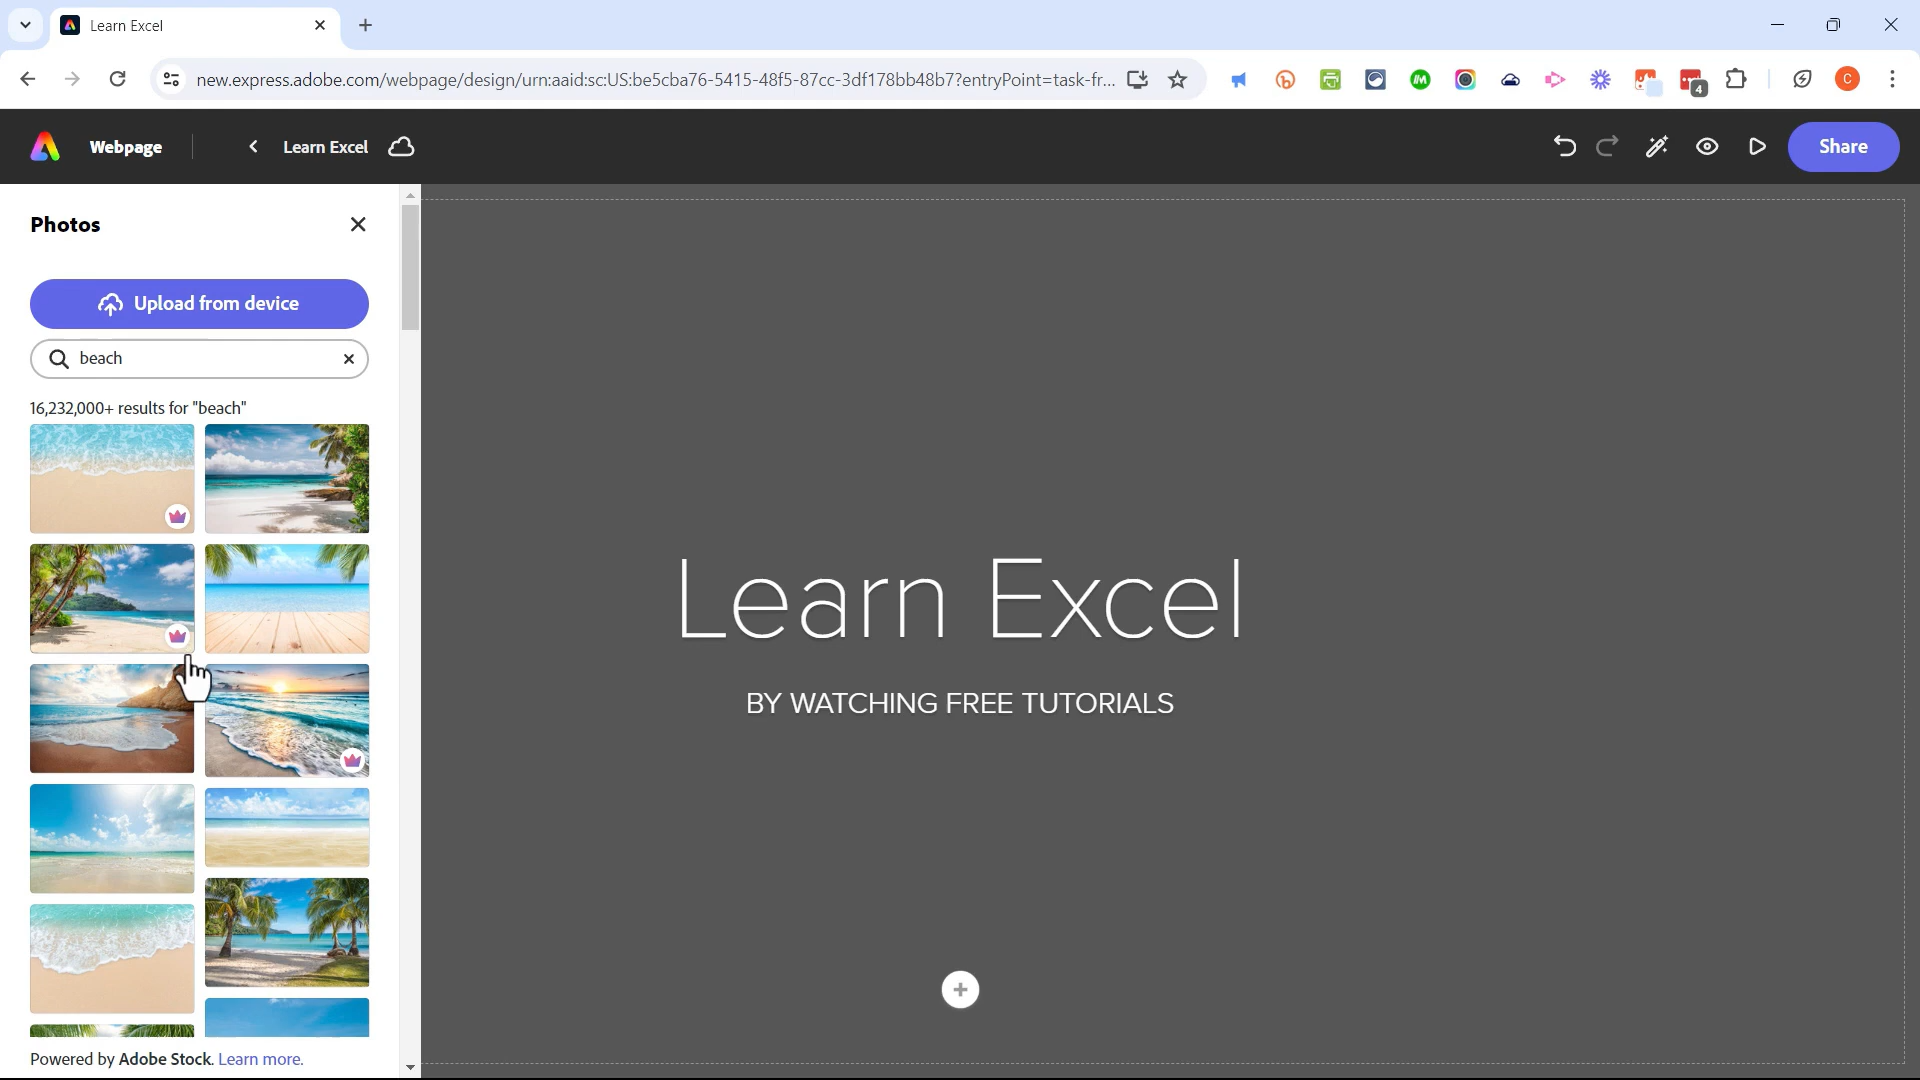 Learn Excel
new.express.adobe.com/webpage/design/urn:aaid:sc:US:be5cba76-5415-48f5-87cc-3df178bb48b7?entryPoint=task-fr...
4
C
Webpage
Learn Excel
Share
Photos
Upload from device
beach
16,232,000+ results for "beach"
Learn Excel
BY WATCHING FREE TUTORIALS
Powered by Adobe Stock. Learn more.